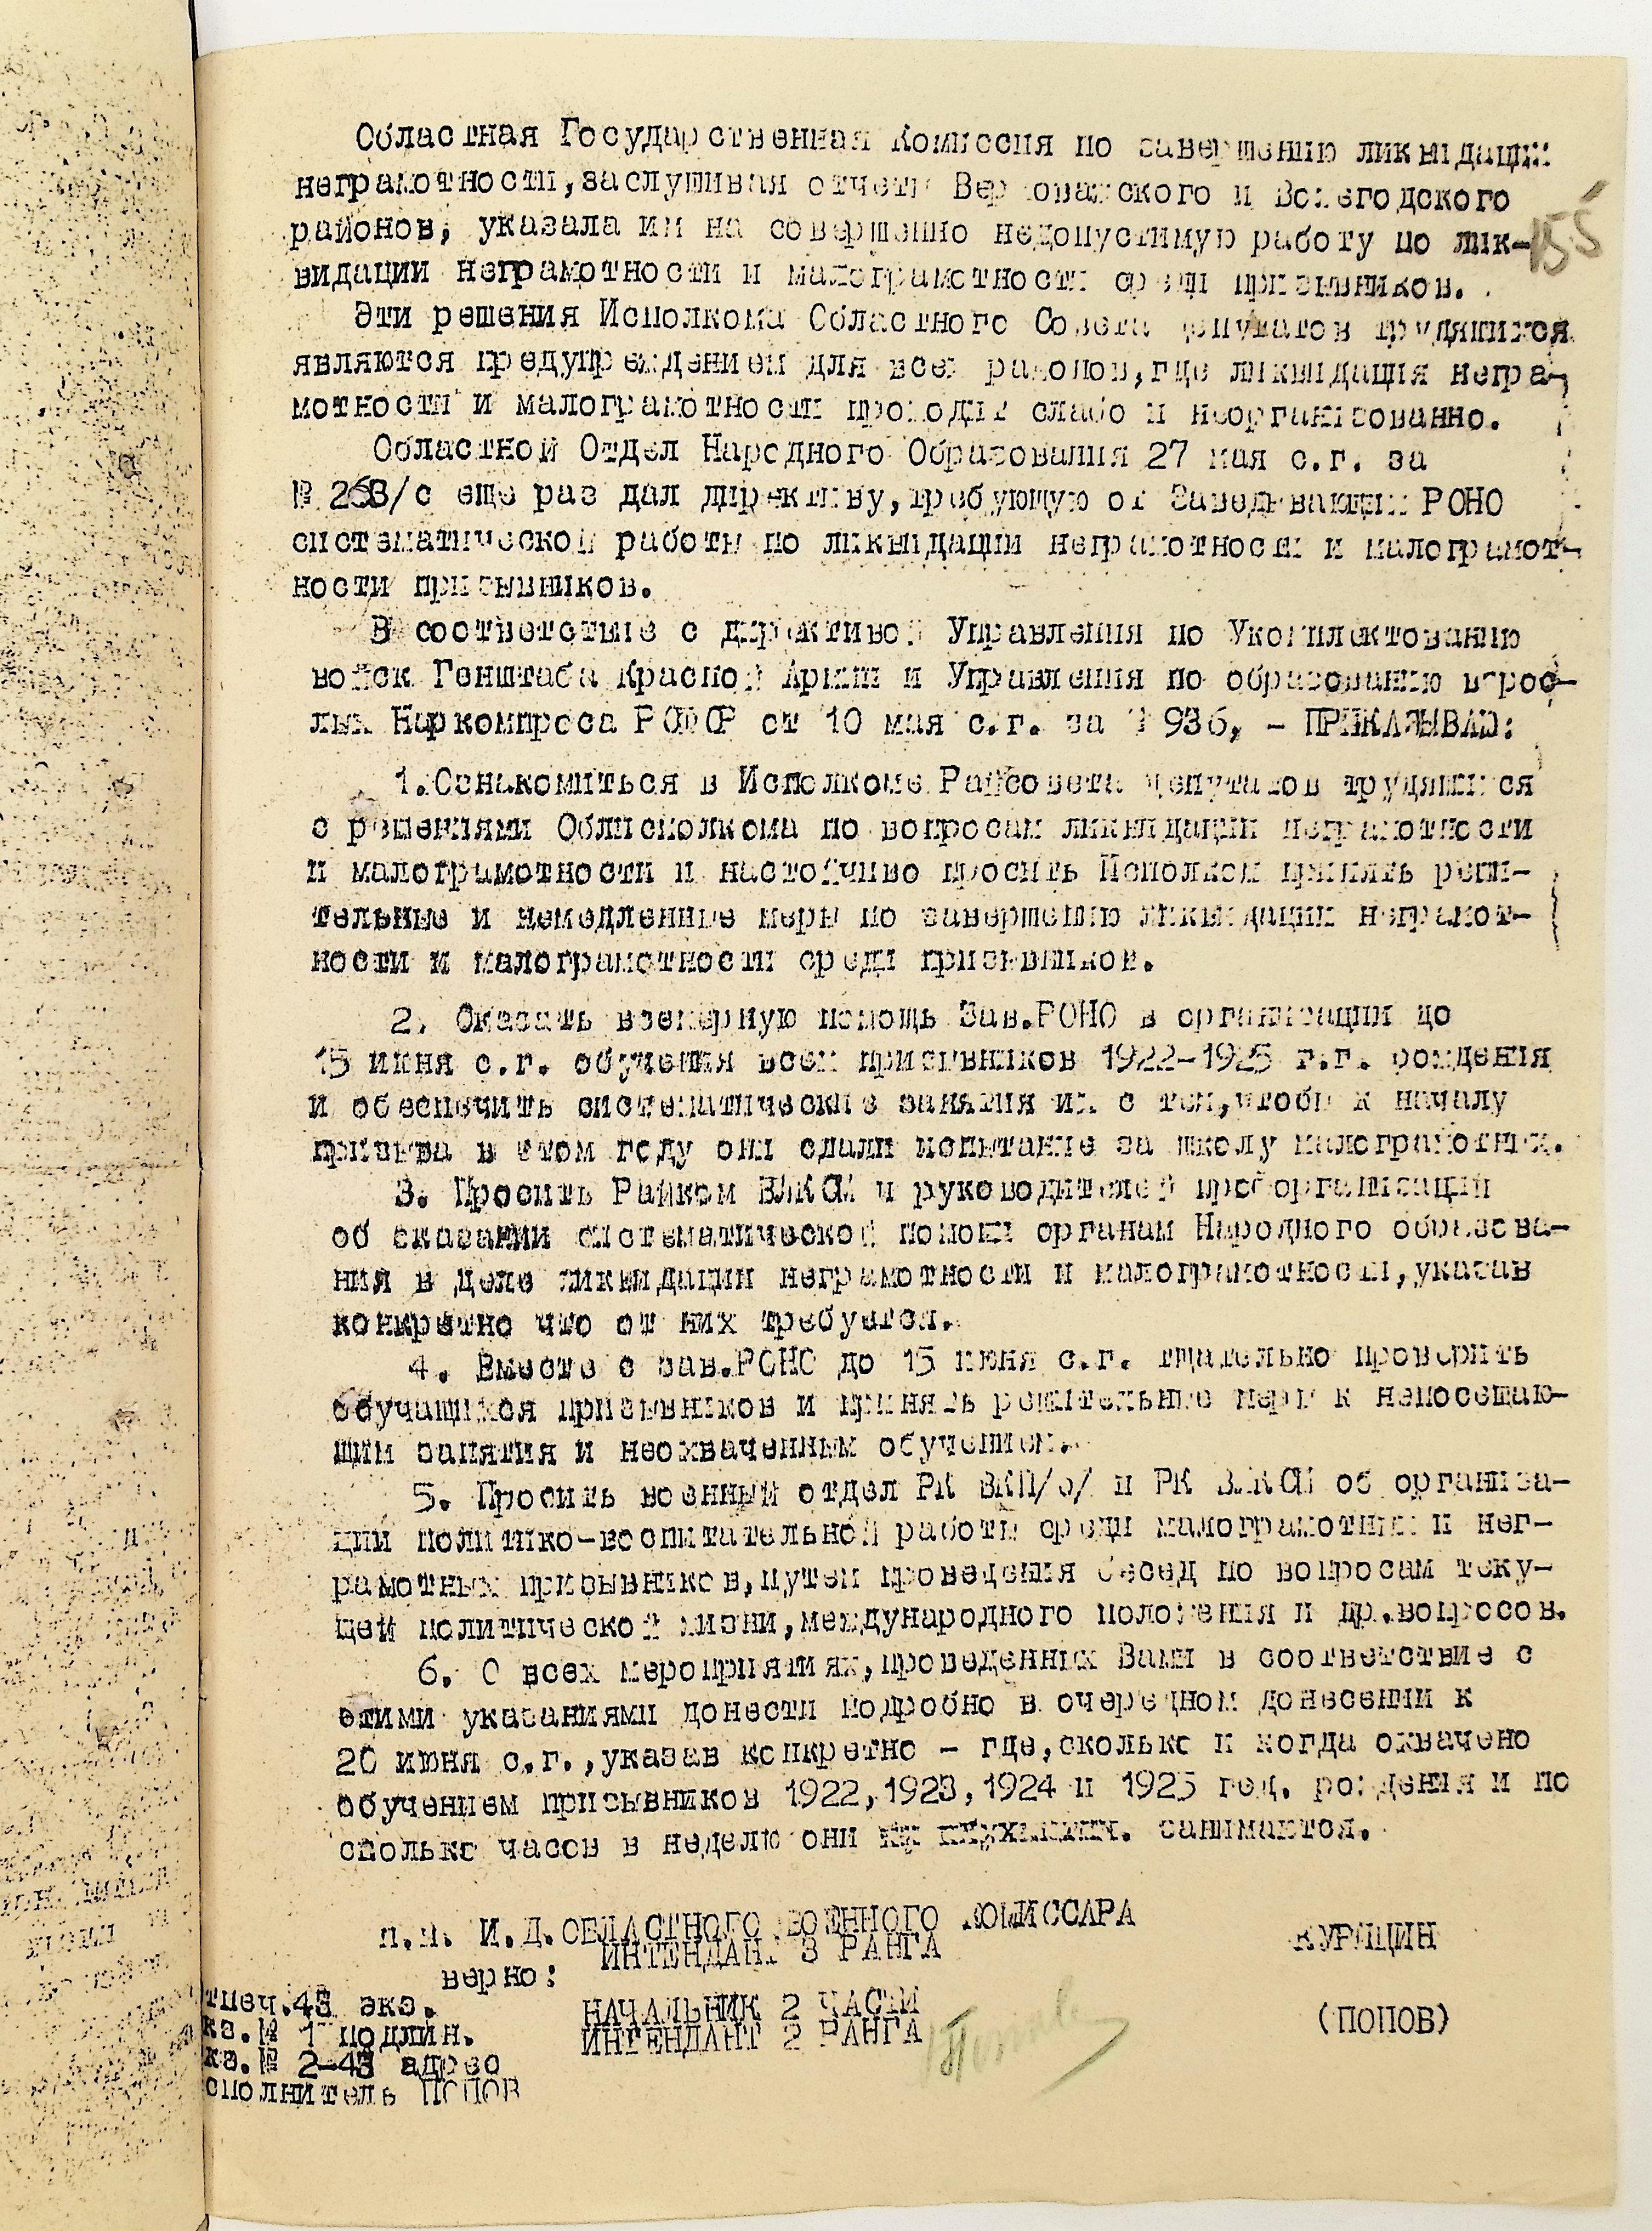 Областная Государственная Комиссия по завершению ликвидации
неграмотности,заслушивая отчеты Верховажского и Вологодского
районов, указала им на совершенно недопустимую работу по лик-
155
видации неграмотности и малограмотности среди призывников.
Эти решения Исполкома Областного Совета депутатов трудящихся
являются предупреждением для всех районов,где ликвидация негра-
мотности и малограмотности проходит слабо и неорганизованно.
Областной Отдел Народного Образования 27 мая с.г. за
№ 263/с еще раз дал директиву,требующую от Заведывающих РОНО
систематической работы по ликвидации неграмотности и малограмот-
ности призывников.
В соответствие с директивой Управления по Укомплектованию
войск Генштаба Красной Армии и Управления по образованию взрос-
лых Наркомпроса РСФСР от 10 мая с.г. за 936, - ПРИКАЗЫВАЮ:
1.Ознакомиться в Исполкоме Райсовета депутатов трудящихся
с решениями Облисполкома по вопросам ликвидации неграмотности
и малограмотности и настойчиво просить Исполком принять реши-
тельные и немедленные меры по завершению ликвидации неграмот-
ности и малограмотности среди призывников.
2. Оказать всемерную помощь Зав.РОНО в организации до
15 июня с.г. обучения всех призывников 1922-1925 г.г. рождения
и обеспечить систематические занятия их с тем,чтобы к началу
призыва в этом году они сдали испытание за школу малограмотных.
3. Просить Райком ВЛКСМ и руководителей проф организаций
об оказании систематической помощи органам Народного образова-
ния в деле ликвидации неграмотности и малограмотности,указав
конкретно что от них требуется.
4. Вместе с зав.РОНО до 15 июня с.г. тщательно проверить
обучащихся призывников и принять решительные меры к непосещаю-
щим занятия и неохваченным обучением.
5. Просить военный отдел РК ВКП/б/ и РК ВЛКСМ об организа-
ции политико-воспитательной работы среди малограмотных и нег-
рамотных призывников,путем проведения бесед по вопросам теку-
щей политической жизни,международного положения и др.вопросов.
6. О всех мероприятиях,проведенных Вами в соответствие с
этими указаниями донести подробно в очередном донесении к
20 июня с.г.,указав конкретно - где,сколько и когда охвачено
обучением призывников 1922,1923,1924 и 1925 год. рождения и по
сколько часов в неделю они занимаются.
п.п. И.Д.ОБЛАСТНОГО ВОЕННОГО КОМИССАРА
ИНТЕНДАНТ 3 РАНГА КУРИЦИН
верно:
тпеч.43 экз.
кз.№ 1 подлин.
кз.№ 2-43 адрес
сполнитель ПОПОВ
НАЧАЛЬНИК 2 ЧАСТИ
ИНТЕНДАНТ 2 РАНГА
(ПОПОВ)